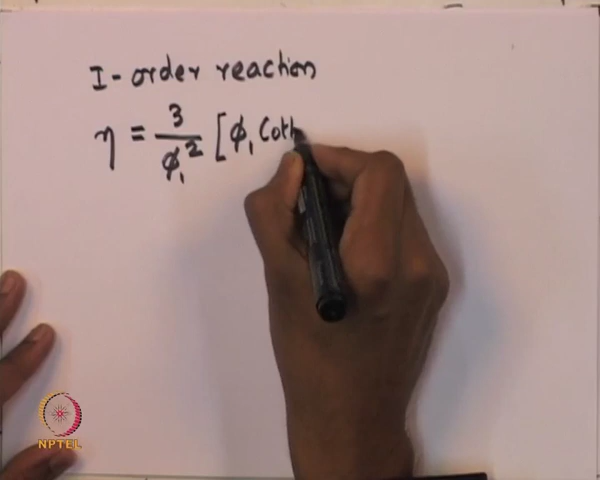 I - order reaction
η = 3/ϕ₁² [ϕ₁ Coth
NPTEL